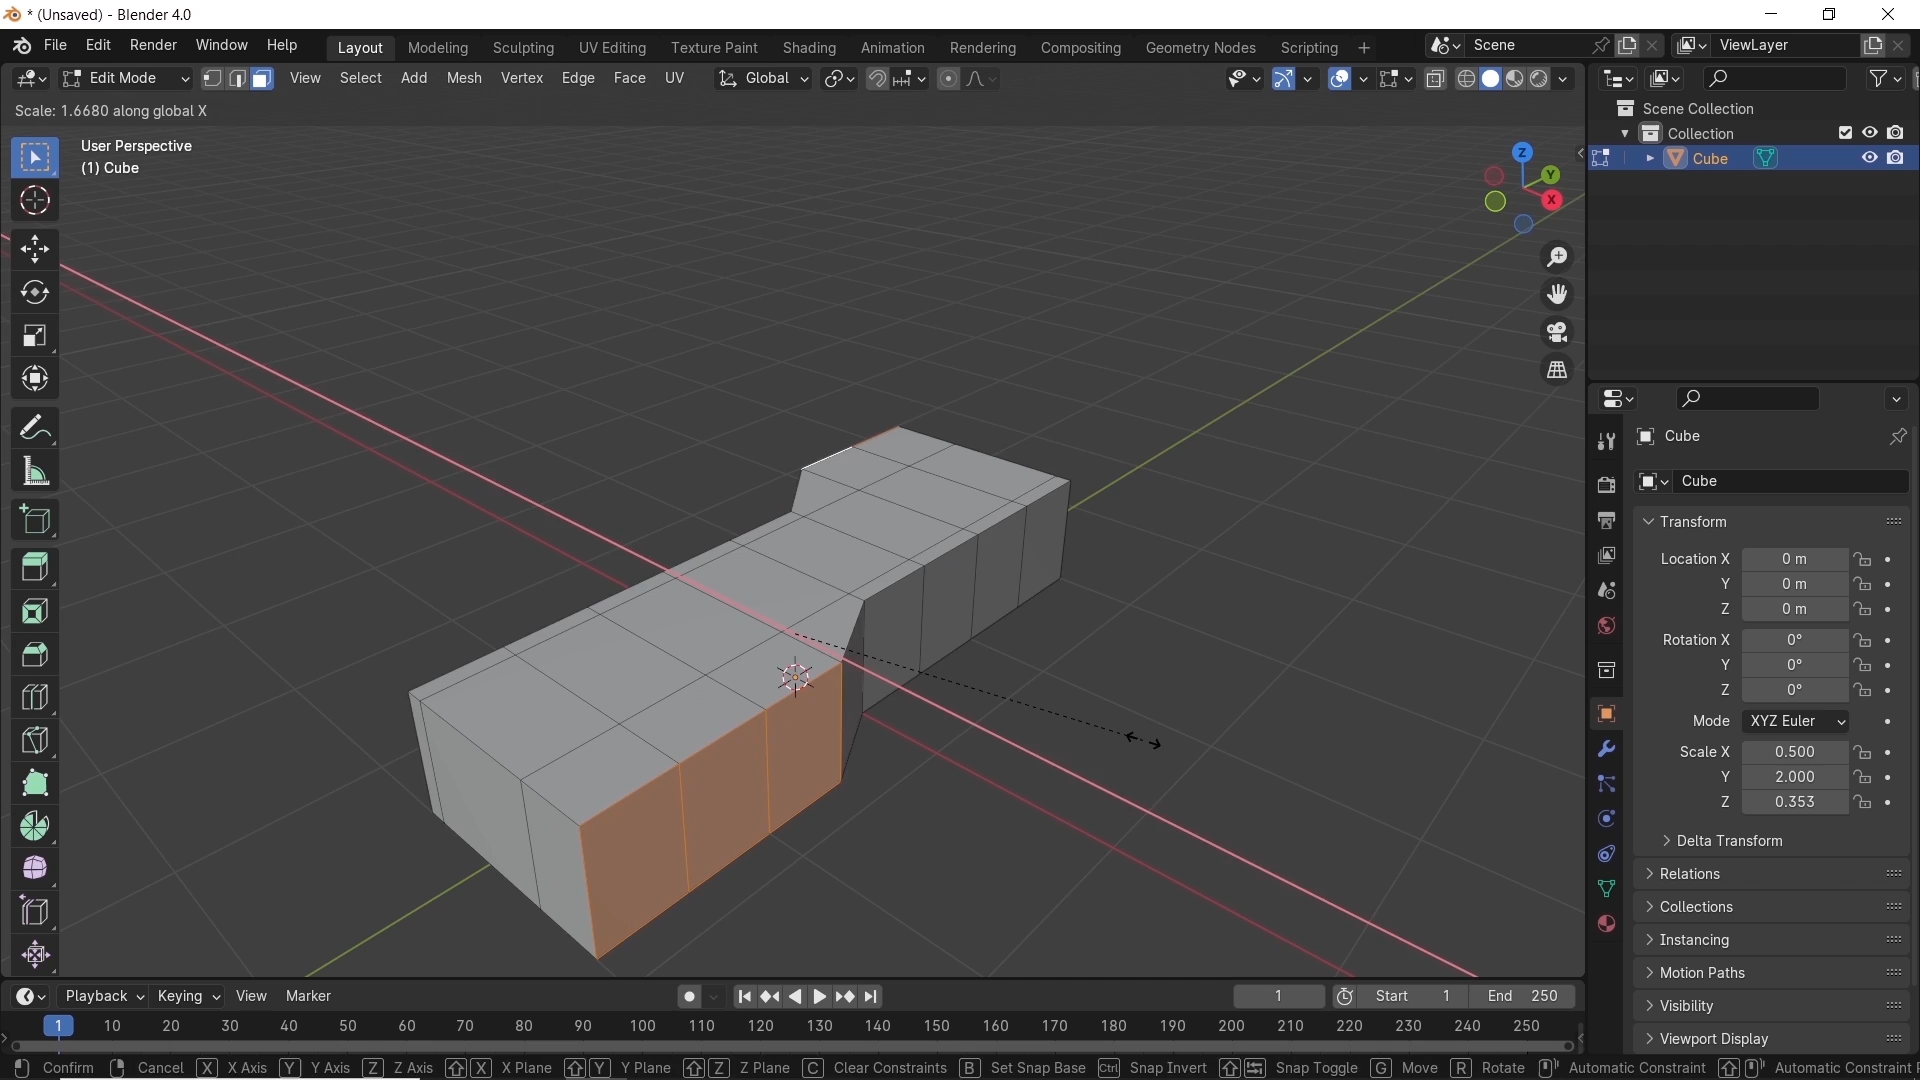 * (Unsaved) - Blender 4.0
File Edit Render Window Help
Layout Modeling Sculpting UV Editing Texture Paint Shading Animation Rendering Compositing Geometry Nodes Scripting +
Scene
ViewLayer
Edit Mode
View Select Add Mesh Vertex Edge Face UV
Global
Scale: 1.6680 along global X
User Perspective
(1) Cube
Z
Y
X
Scene Collection
Collection
Cube
Cube
Cube
Transform
Location X 0 m
Y 0 m
Z 0 m
Rotation X 0°
Y 0°
Z 0°
Mode XYZ Euler
Scale X 0.500
Y 2.000
Z 0.353
Delta Transform
Relations
Collections
Instancing
Motion Paths
Visibility
Viewport Display
Playback Keying View Marker
1 Start 1 End 250
1 10 20 30 40 50 60 70 80 90 100 110 120 130 140 150 160 170 180 190 200 210 220 230 240 250
Confirm Cancel X X Axis Y Y Axis Z Z Axis X X Plane Y Y Plane Z Z Plane C Clear Constraints B Set Snap Base Ctrl Snap Invert Snap Toggle G Move R Rotate Automatic Constraint Automatic Constraint